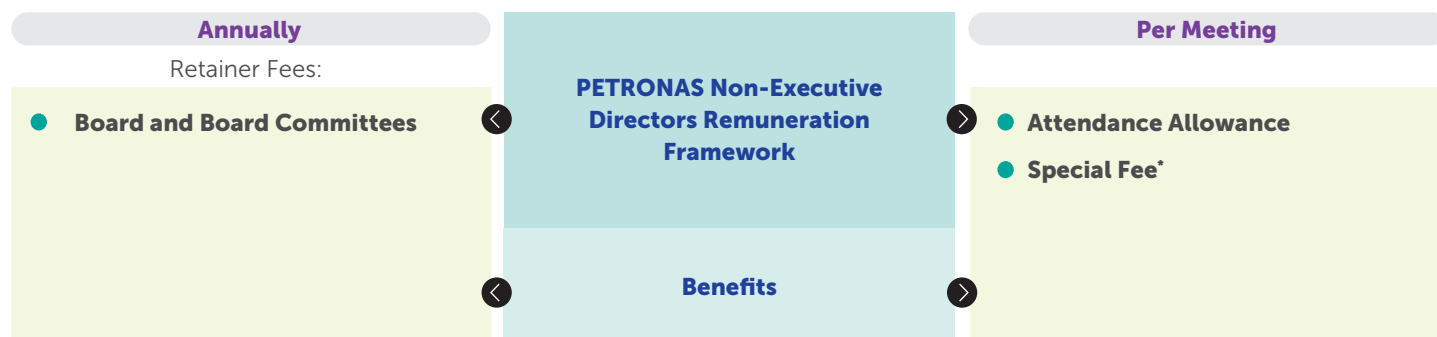 Annually
Retainer Fees:
Board and Board Committees
PETRONAS Non-Executive
Directors Remuneration
Framework
Benefits
Per Meeting
Attendance Allowance
Special Fee*